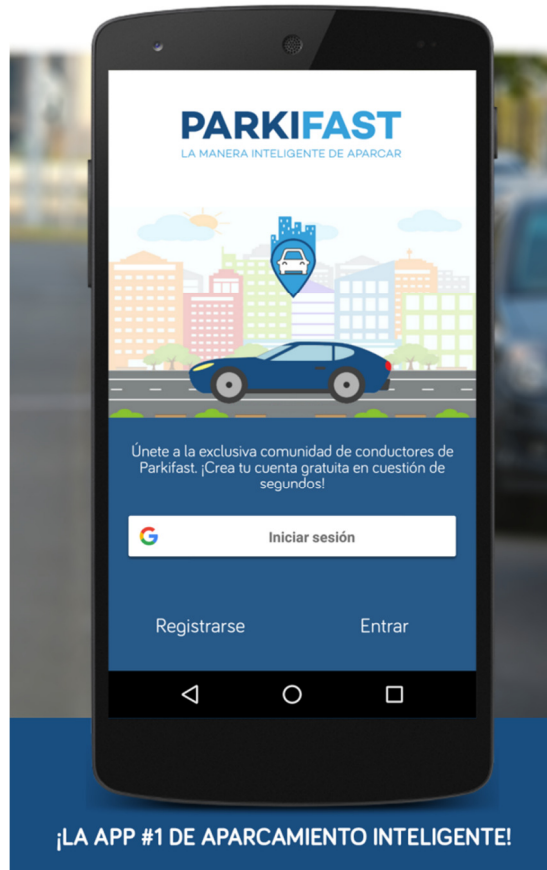 PARKIFAST
LA MANERA INTELIGENTE DE APARCAR
Únete a la exclusiva comunidad de conductores de
Parkifast. ¡Crea tu cuenta gratuita en cuestión de
segundos!
G
Iniciar sesión
Registrarse
Entrar
¡LA APP #1 DE APARCAMIENTO INTELIGENTE!